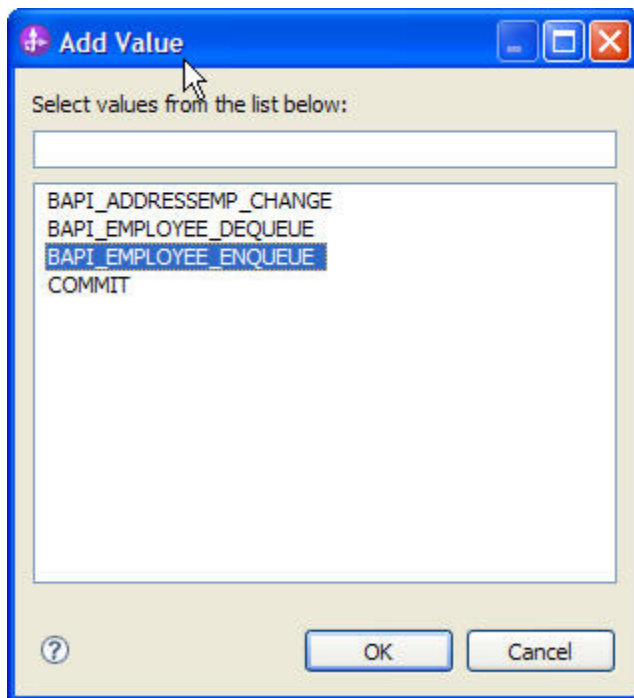 Add Value
Select values from the list below:
BAPI_ADDRESSEMP_CHANGE
BAPI_EMPLOYEE_DEQUEUE
BAPI_EMPLOYEE_ENQUEUE
COMMIT
? OK Cancel